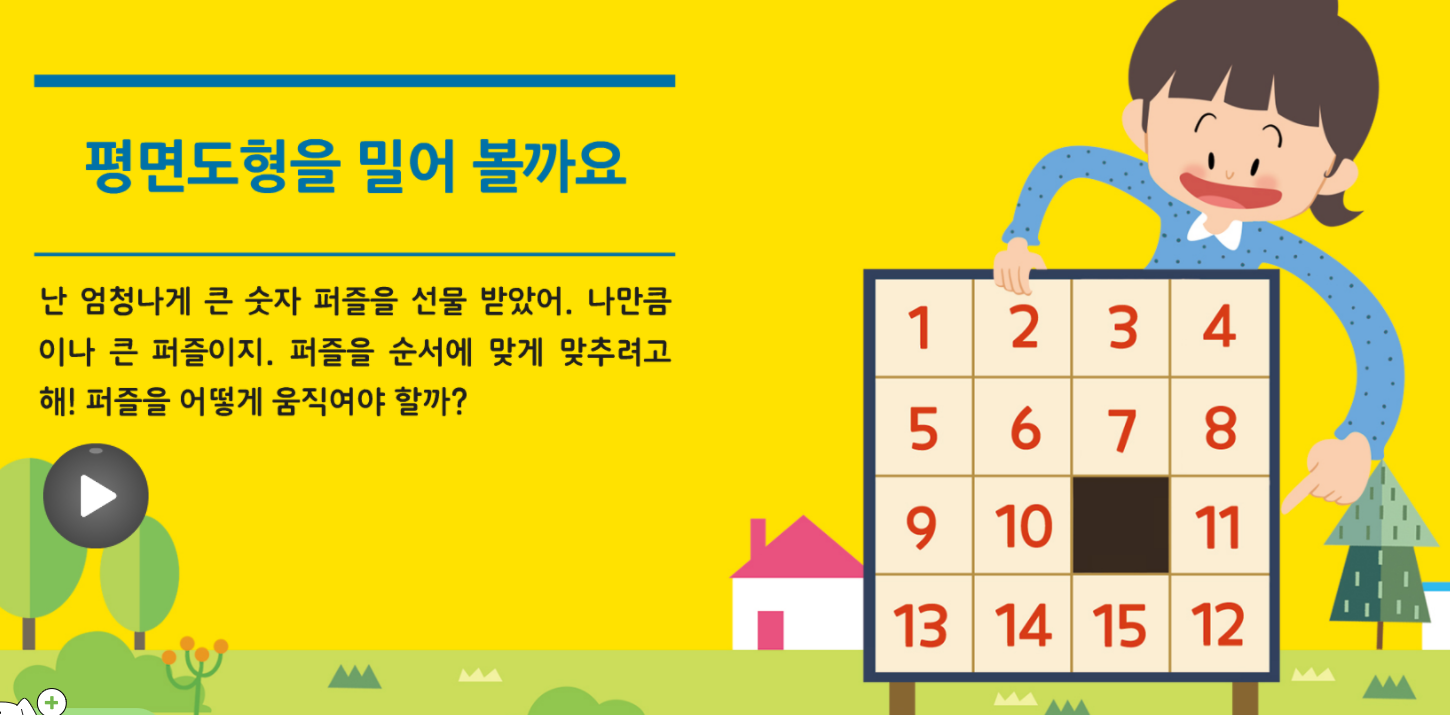 평면도형을 밀어 볼까요
난 엄청나게 큰 숫자 퍼즐을 선물 받았어. 나만큼
이나 큰 퍼즐이지. 퍼즐을 순서에 맞게 맞추려고
해! 퍼즐을 어떻게 움직여야 할까?
1 2 3 4
5 6 7 8
9 10 11
13 14 15 12